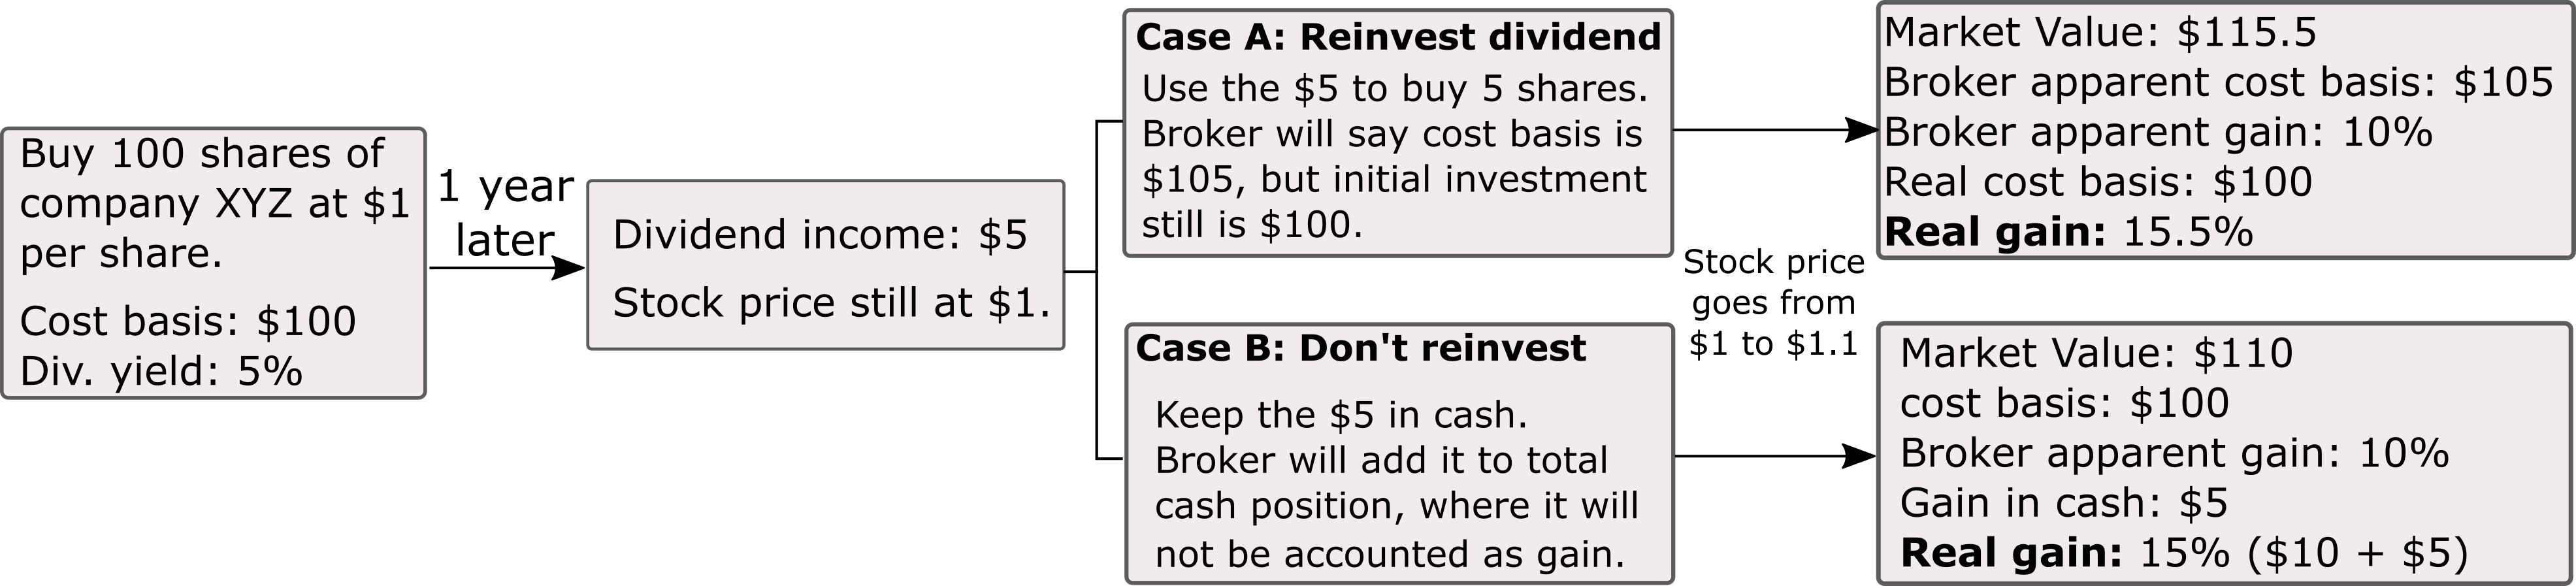 Buy 100 shares of
company XYZ at $1
per share.
Cost basis: $100
Div. yield: 5%
1 year
later
Dividend income: $5
Stock price still at $1.
Case A: Reinvest dividend
Use the $5 to buy 5 shares.
Broker will say cost basis is
$105, but initial investment
still is $100.
Case B: Don't reinvest
Keep the $5 in cash.
Broker will add it to total
cash position, where it will
not be accounted as gain.
Stock price
goes from
$1 to $1.1
Market Value: $115.5
Broker apparent cost basis: $105
Broker apparent gain: 10%
Real cost basis: $100
Real gain: 15.5%
Market Value: $110
cost basis: $100
Broker apparent gain: 10%
Gain in cash: $5
Real gain: 15% ($10 + $5)